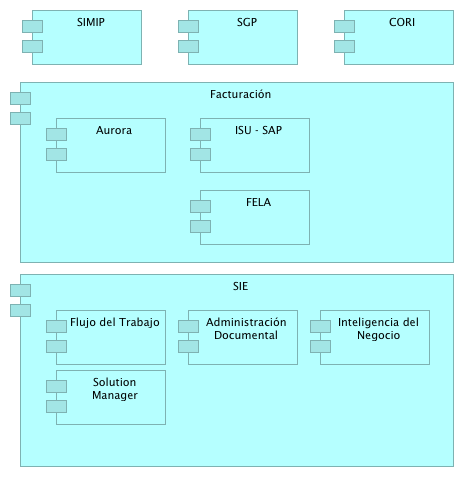 SIMIP
SGP
CORI
Facturación
Aurora
ISU - SAP
FELA
SIE
Flujo del Trabajo
Administración
Documental
Inteligencia del
Negocio
Solution
Manager